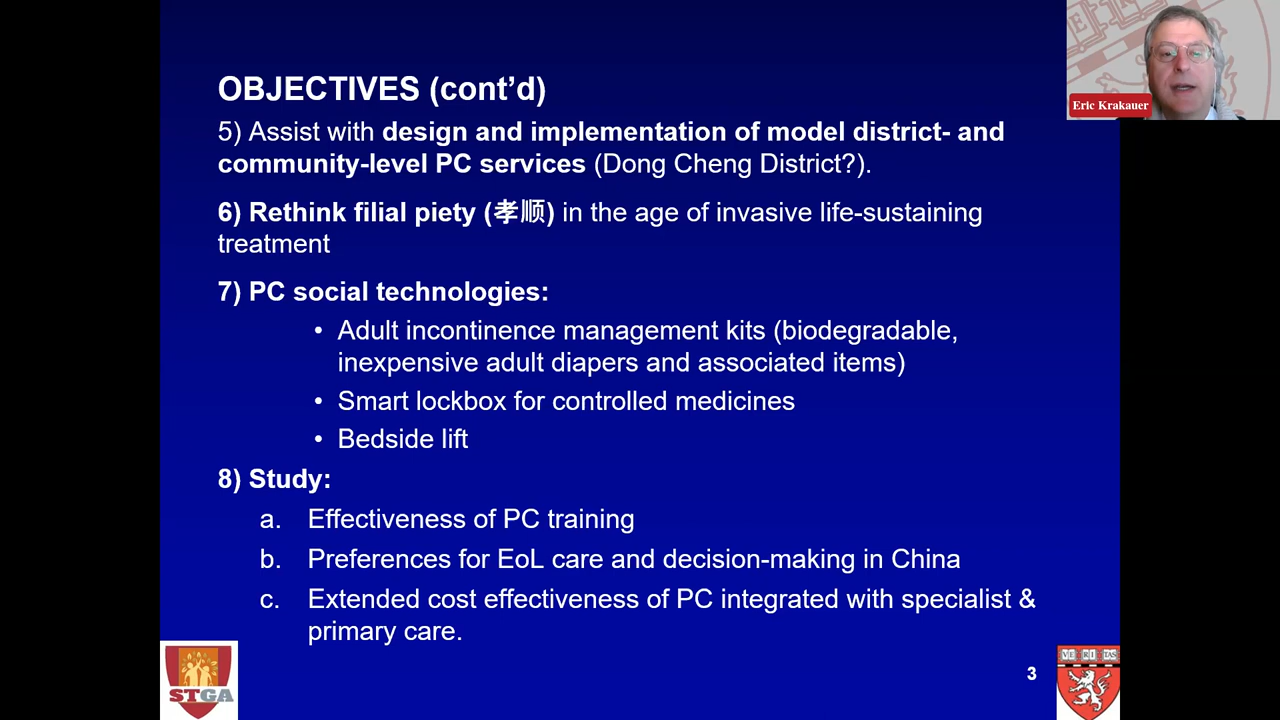 OBJECTIVES (cont’d)
5) Assist with design and implementation of model district- and
community-level PC services (Dong Cheng District?).
6) Rethink filial piety (孝顺) in the age of invasive life-sustaining
treatment
7) PC social technologies:
• Adult incontinence management kits (biodegradable,
inexpensive adult diapers and associated items)
• Smart lockbox for controlled medicines
• Bedside lift
8) Study:
a. Effectiveness of PC training
b. Preferences for EoL care and decision-making in China
c. Extended cost effectiveness of PC integrated with specialist &
primary care.
3
Eric Krakauer
STGA
VE RI TAS